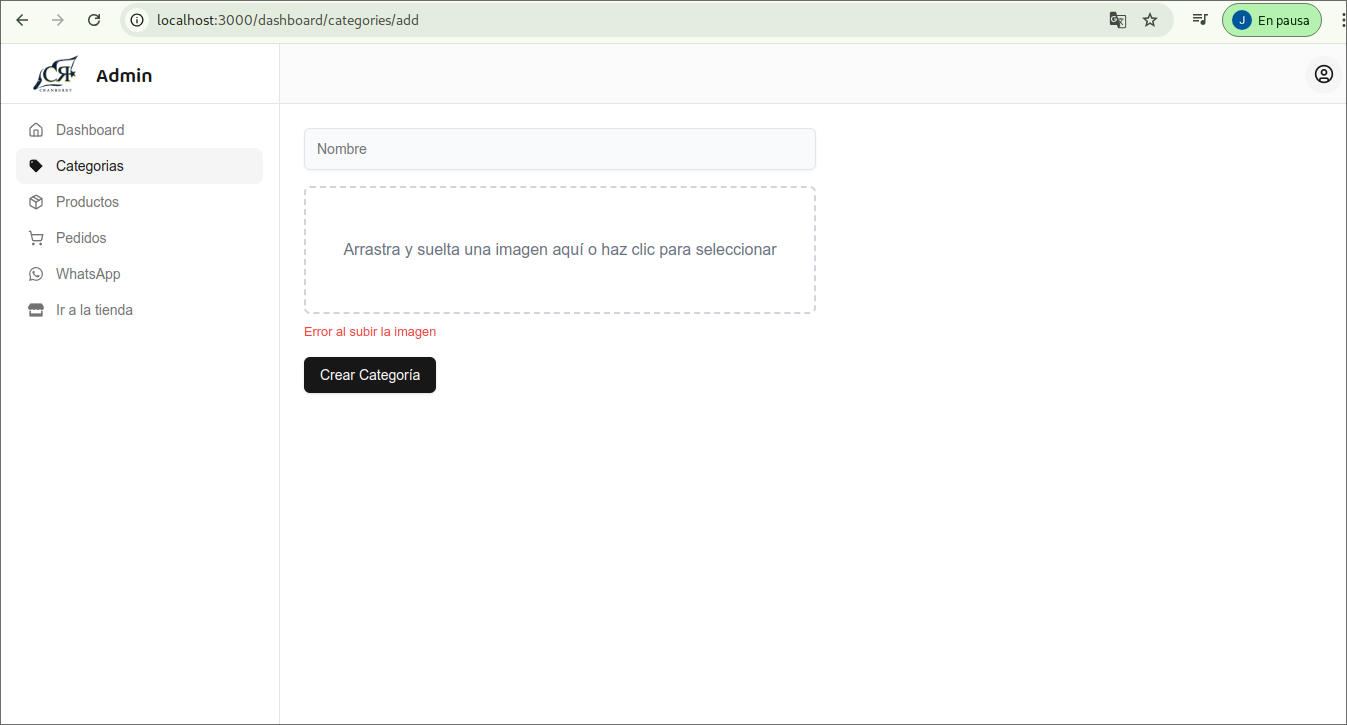 localhost:3000/dashboard/categories/add
J En pausa
CR
CRANBERRY
Admin
Dashboard
Categorias
Productos
Pedidos
WhatsApp
Ir a la tienda
Nombre
Arrastra y suelta una imagen aquí o haz clic para seleccionar
Error al subir la imagen
Crear Categoría